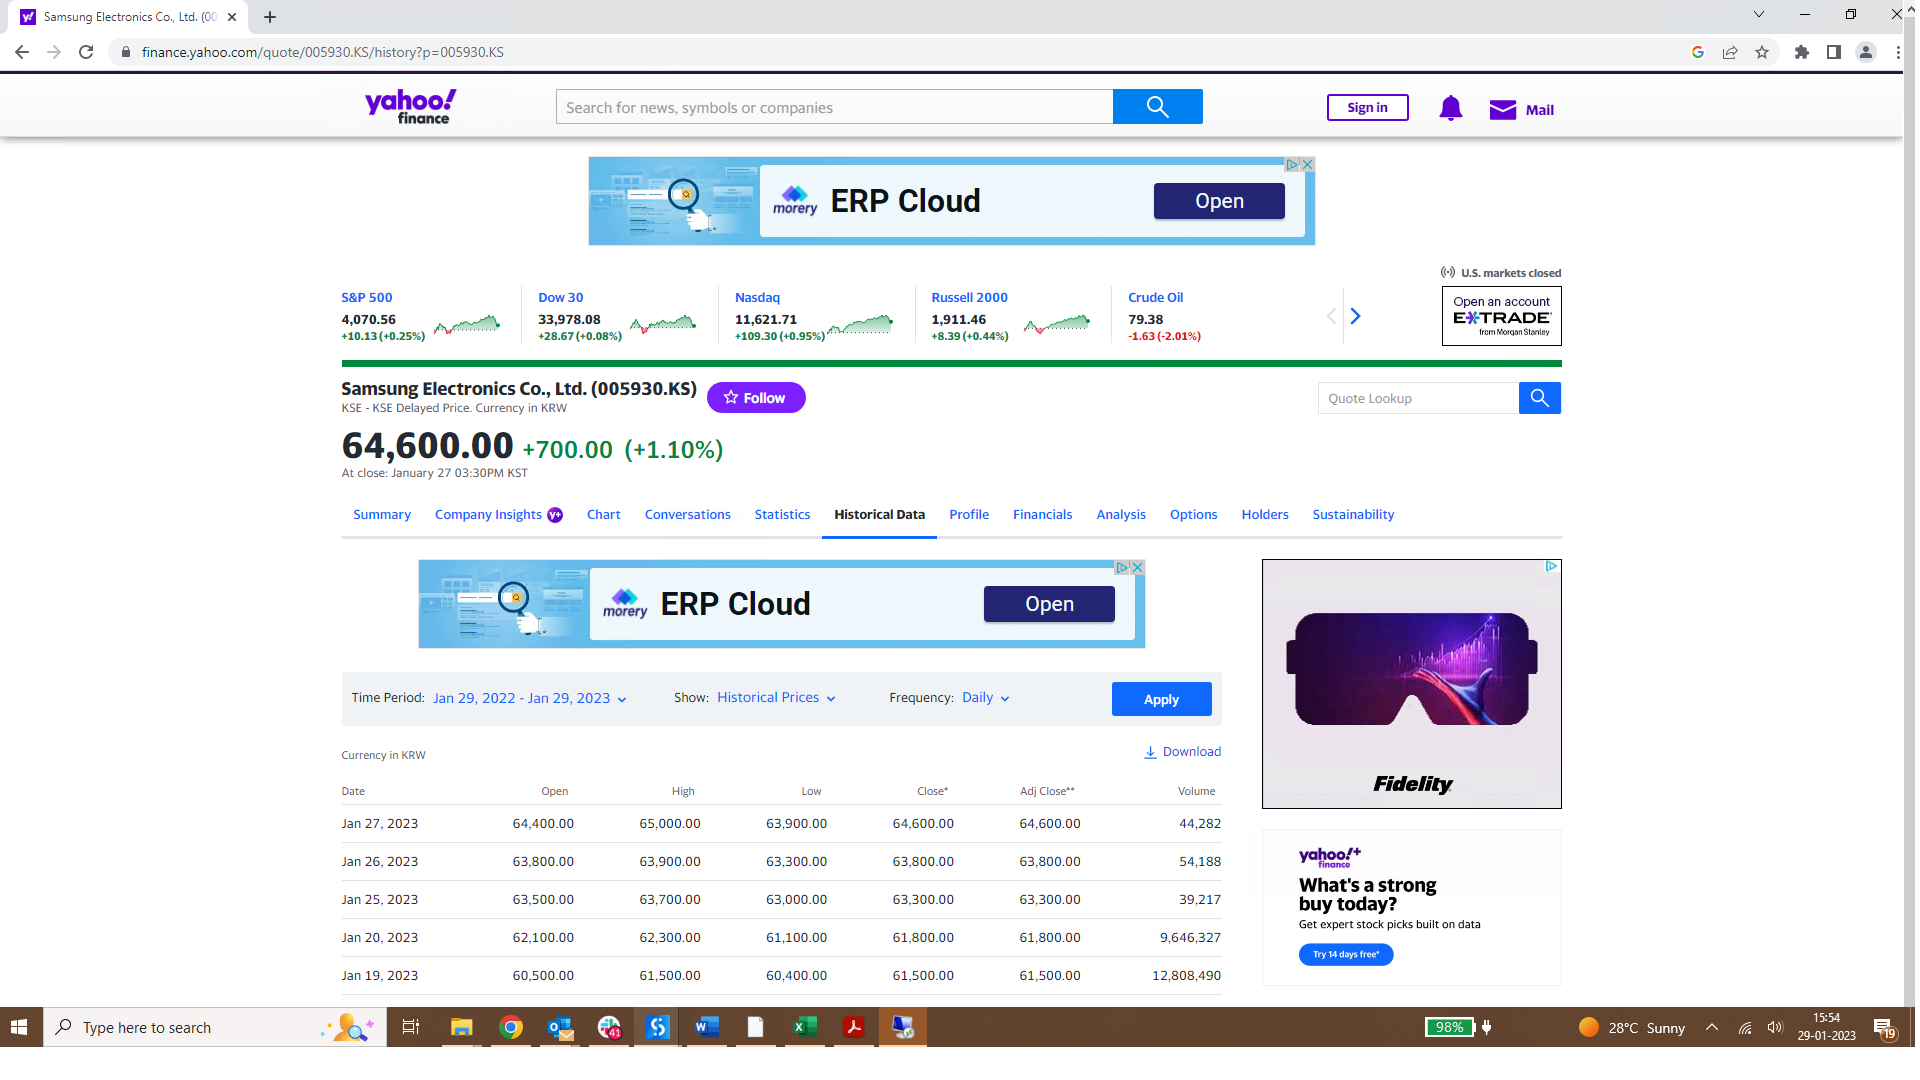 Samsung Electronics Co., Ltd. (00
finance.yahoo.com/quote/005930.KS/history?p=005930.KS
yahoo!
finance
Search for news, symbols or companies
Sign in
Mail
morery
ERP Cloud
Open
U.S. markets closed
S&P 500
4,070.56
+10.13 (+0.25%)
Dow 30
33,978.08
+28.67 (+0.08%)
Nasdaq
11,621.71
+109.30 (+0.95%)
Russell 2000
1,911.46
+8.39 (+0.44%)
Crude Oil
79.38
-1.63 (-2.01%)
Open an account
E*TRADE
from Morgan Stanley
Samsung Electronics Co., Ltd. (005930.KS)
Follow
KSE - KSE Delayed Price. Currency in KRW
Quote Lookup
64,600.00 +700.00 (+1.10%)
At close: January 27 03:30PM KST
Summary Company Insights Y+ Chart Conversations Statistics Historical Data Profile Financials Analysis Options Holders Sustainability
morery
ERP Cloud
Open
Fidelity
Time Period: Jan 29, 2022 - Jan 29, 2023 Show: Historical Prices Frequency: Daily Apply
Currency in KRW Download
Date Open High Low Close* Adj Close** Volume
Jan 27, 2023 64,400.00 65,000.00 63,900.00 64,600.00 64,600.00 44,282
Jan 26, 2023 63,800.00 63,900.00 63,300.00 63,800.00 63,800.00 54,188
Jan 25, 2023 63,500.00 63,700.00 63,000.00 63,300.00 63,300.00 39,217
Jan 20, 2023 62,100.00 62,300.00 61,100.00 61,800.00 61,800.00 9,646,327
Jan 19, 2023 60,500.00 61,500.00 60,400.00 61,500.00 61,500.00 12,808,490
yahoo!+
finance
What's a strong
buy today?
Get expert stock picks built on data
Try 14 days free*
Type here to search
41
98%
28°C Sunny
15:54
29-01-2023
19